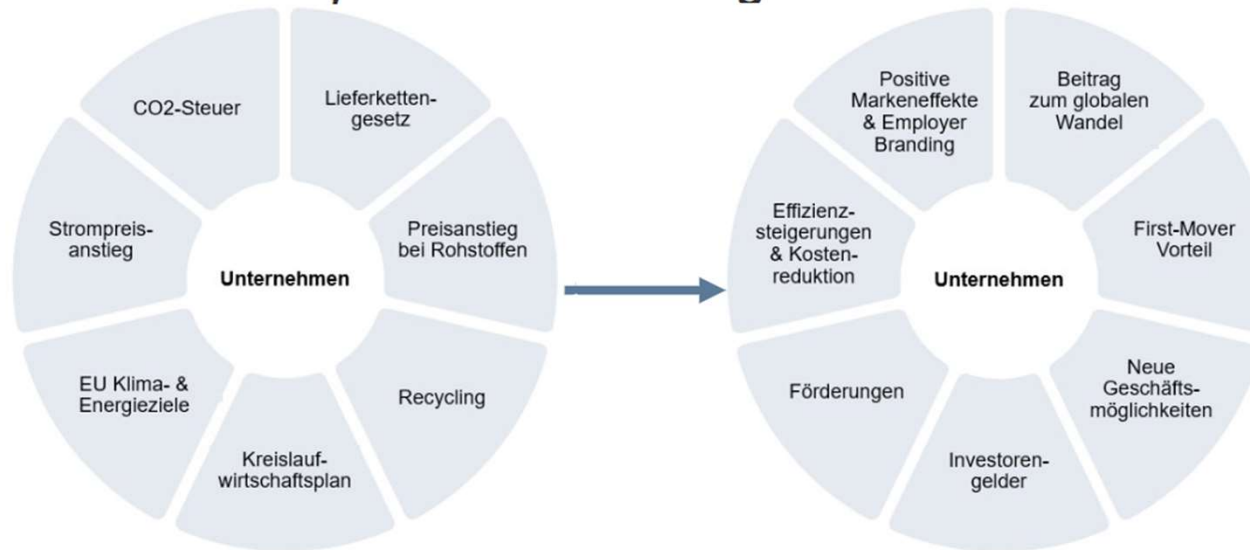 CO2-Steuer
Lieferketten-
gesetz
Preisanstieg
bei Rohstoffen
Recycling
Kreislauf-
wirtschaftsplan
EU Klima- &
Energieziele
Strompreis-
anstieg
Unternehmen
Positive
Markeneffekte
& Employer
Branding
Beitrag
zum globalen
Wandel
First-Mover
Vorteil
Neue
Geschäfts-
möglichkeiten
Investoren-
gelder
Förderungen
Effizienz-
steigerungen
& Kosten-
reduktion
Unternehmen